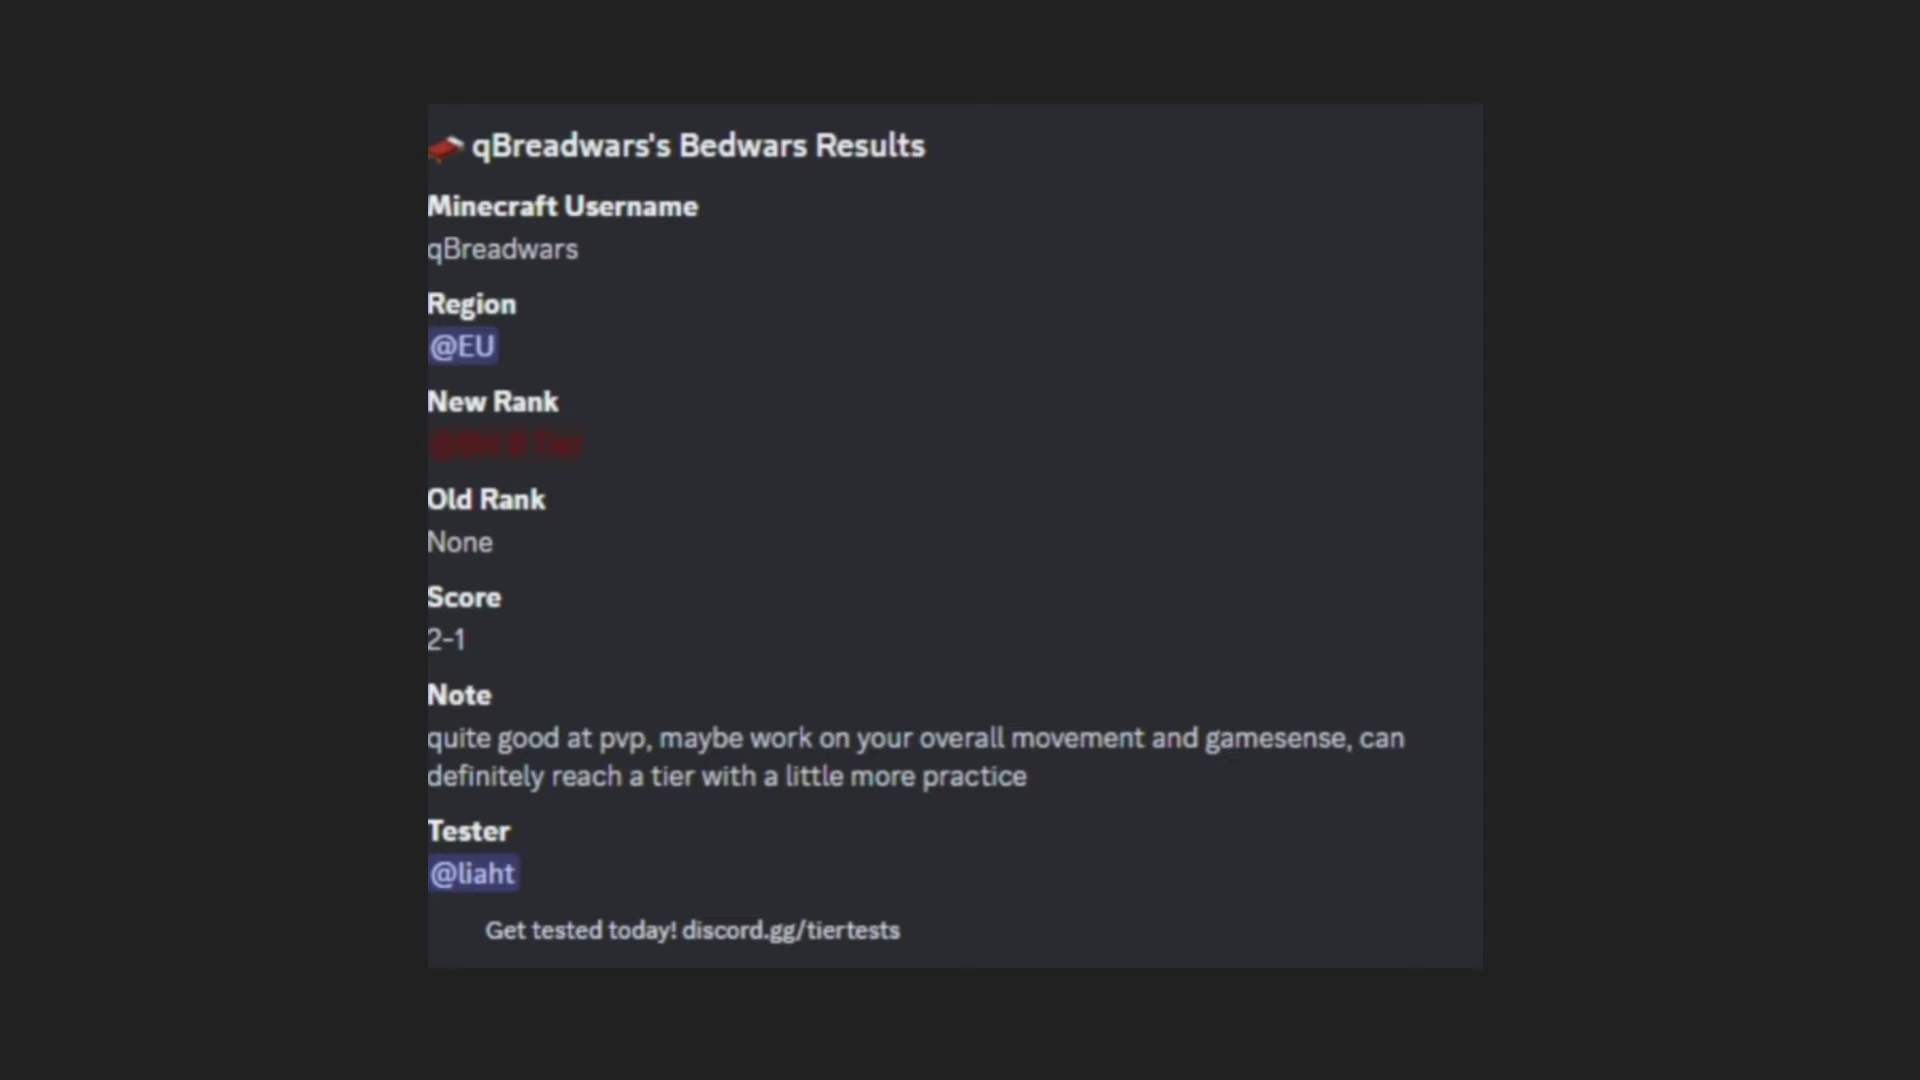 qBreadwars's Bedwars Results
Minecraft Username
qBreadwars
Region
@EU
New Rank
Old Rank
None
Score
2-1
Note
quite good at pvp, maybe work on your overall movement and gamesense, can
definitely reach a tier with a little more practice
Tester
@liaht
Get tested today! discord.gg/tiertests